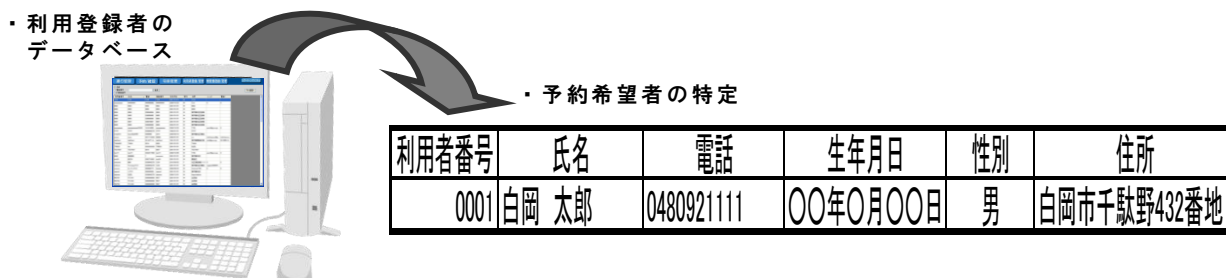 ・利用登録者の
データベース
・予約希望者の特定
利用者番号 氏名 電話 生年月日 性別 住所
0001 白岡 太郎 0480921111 〇〇年〇月〇〇日 男 白岡市千駄野432番地